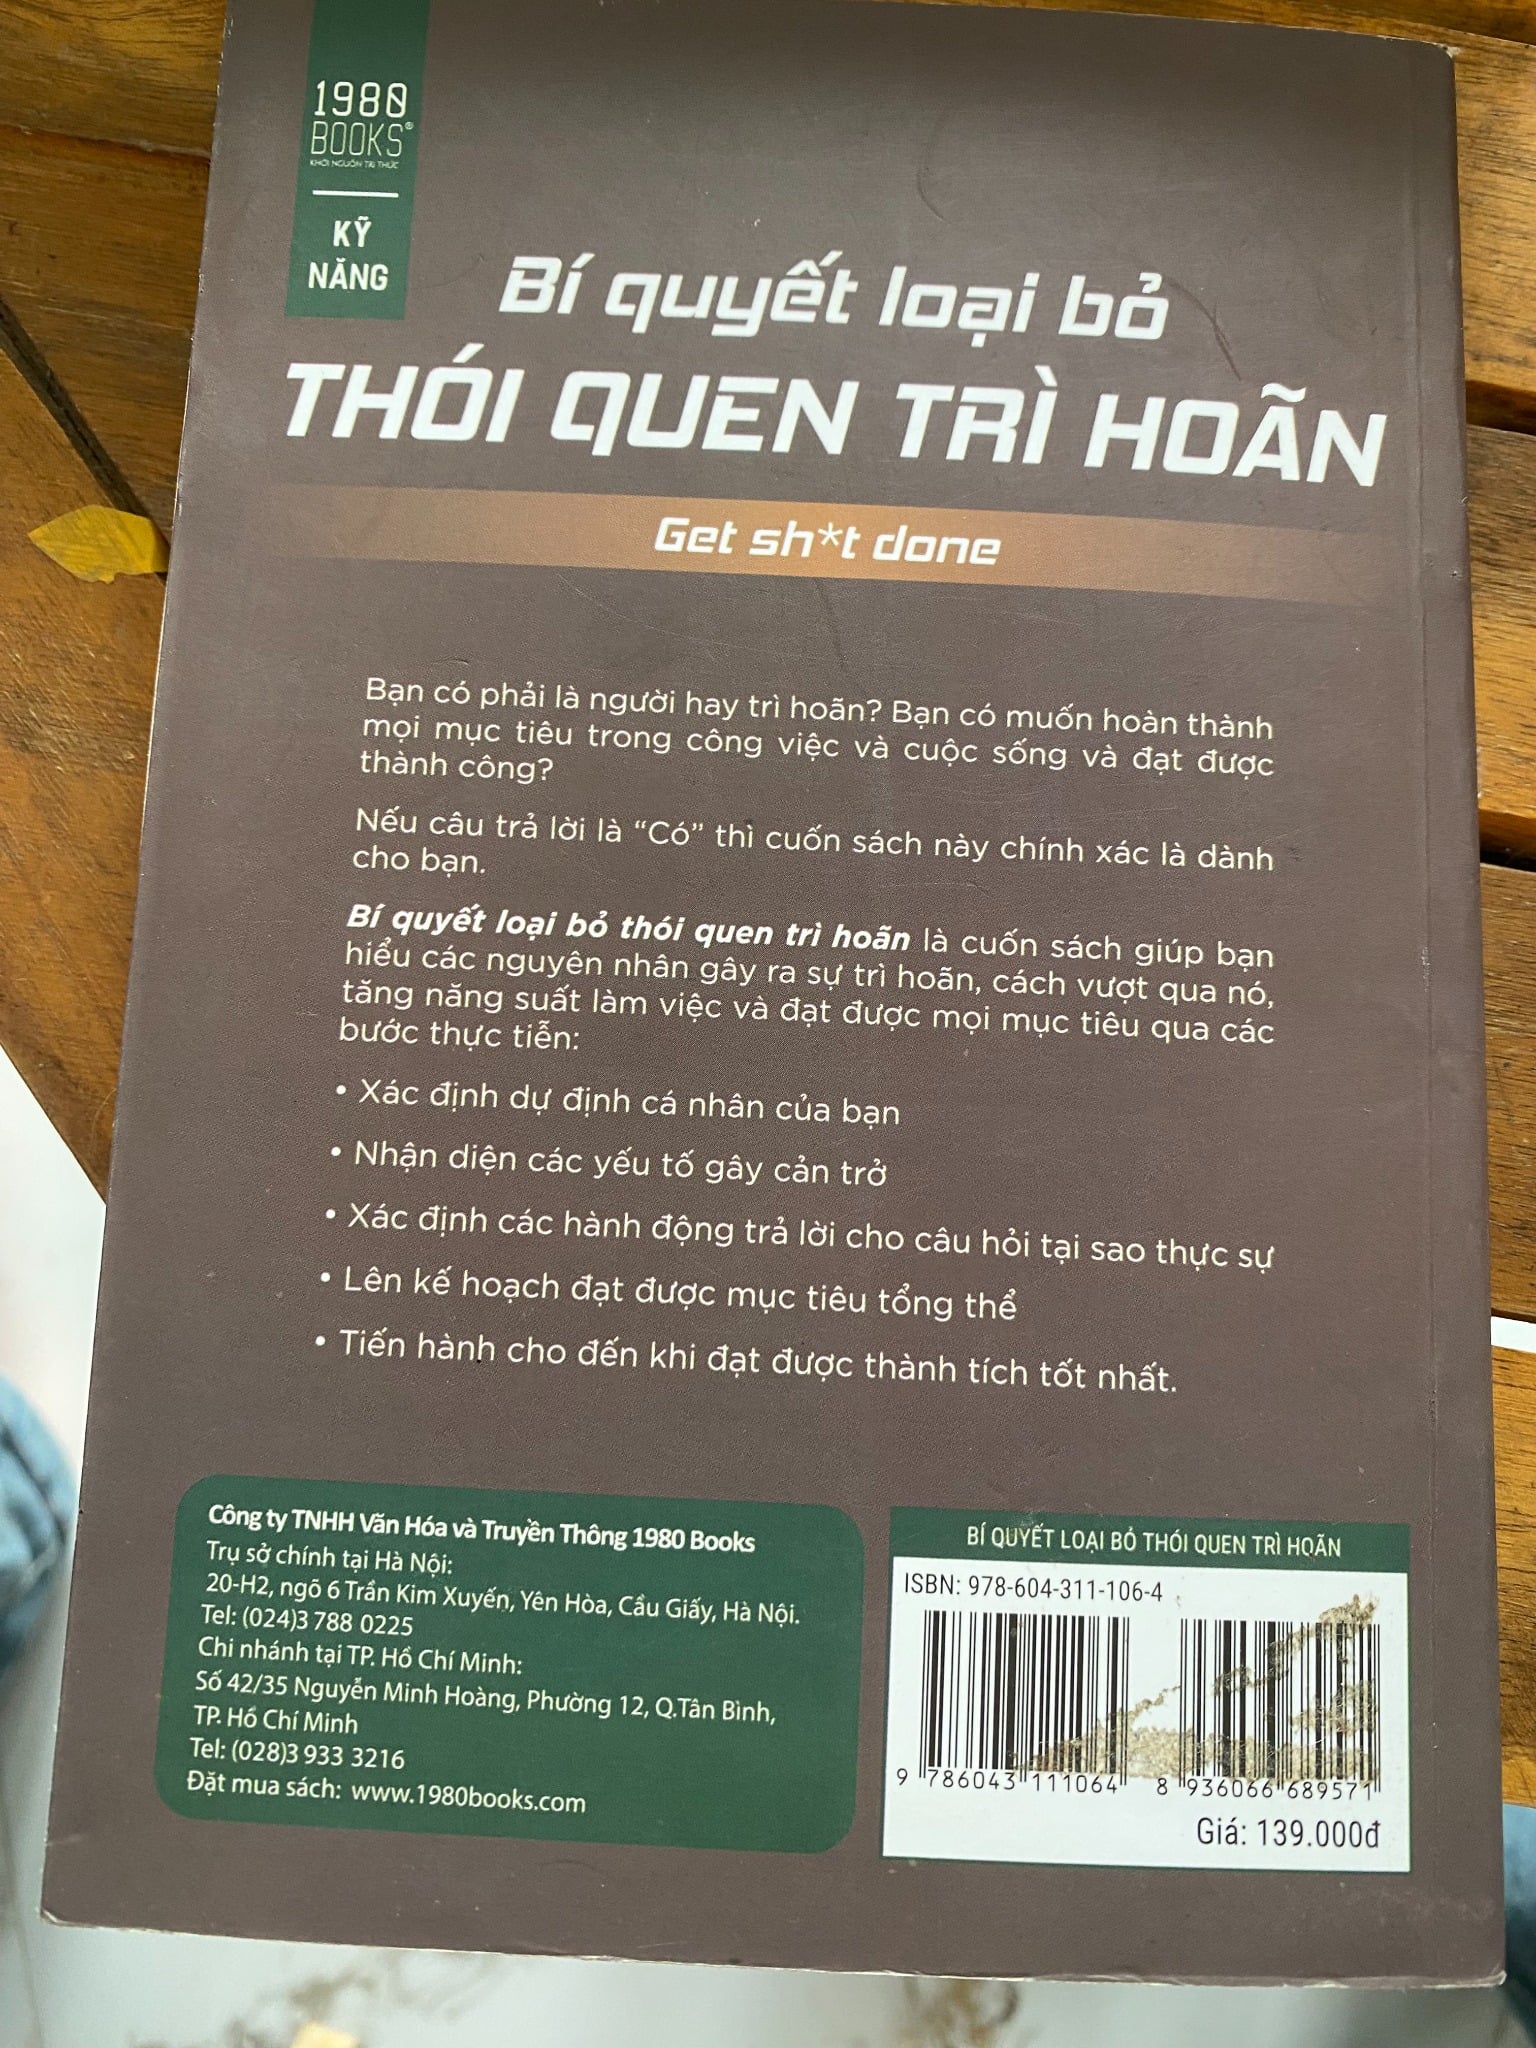 1980
BOOKS®
KHƠI NGUỒN TRI THỨC
KỸ
NĂNG
Bí quyết loại bỏ
THÓI QUEN TRÌ HOÃN
Get sh*t done
Bạn có phải là người hay trì hoãn? Bạn có muốn hoàn thành
mọi mục tiêu trong công việc và cuộc sống và đạt được
thành công?
Nếu câu trả lời là “Có” thì cuốn sách này chính xác là dành
cho bạn.
Bí quyết loại bỏ thói quen trì hoãn là cuốn sách giúp bạn
hiểu các nguyên nhân gây ra sự trì hoãn, cách vượt qua nó,
tăng năng suất làm việc và đạt được mọi mục tiêu qua các
bước thực tiễn:
• Xác định dự định cá nhân của bạn
• Nhận diện các yếu tố gây cản trở
• Xác định các hành động trả lời cho câu hỏi tại sao thực sự
• Lên kế hoạch đạt được mục tiêu tổng thể
• Tiến hành cho đến khi đạt được thành tích tốt nhất.
Công ty TNHH Văn Hóa và Truyền Thông 1980 Books
Trụ sở chính tại Hà Nội:
20-H2, ngõ 6 Trần Kim Xuyến, Yên Hòa, Cầu Giấy, Hà Nội.
Tel: (024)3 788 0225
Chi nhánh tại TP. Hồ Chí Minh:
Số 42/35 Nguyễn Minh Hoàng, Phường 12, Q.Tân Bình,
TP. Hồ Chí Minh
Tel: (028)3 933 3216
Đặt mua sách: www.1980books.com
BÍ QUYẾT LOẠI BỎ THÓI QUEN TRÌ HOÃN
ISBN: 978-604-311-106-4
9 786043 111064 8 936066 689571
Giá: 139.000đ